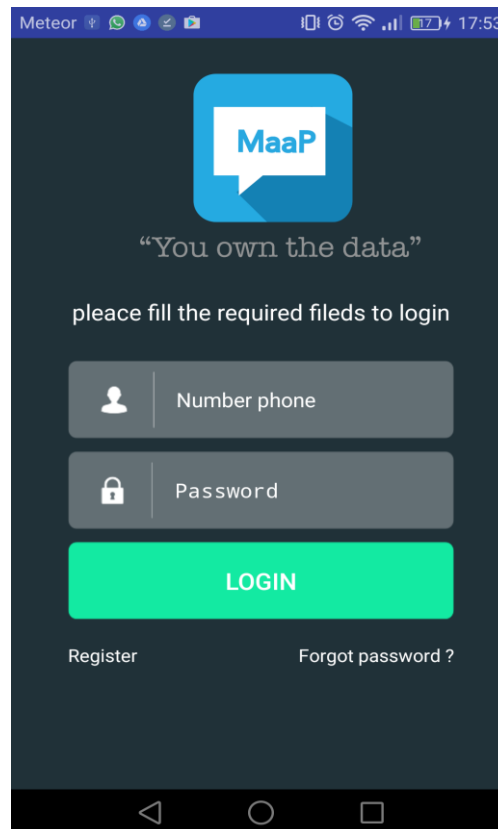 Meteor 17 17:53
MaaP
“You own the data”
pleace fill the required fileds to login
Number phone
Password
LOGIN
Register Forgot password ?